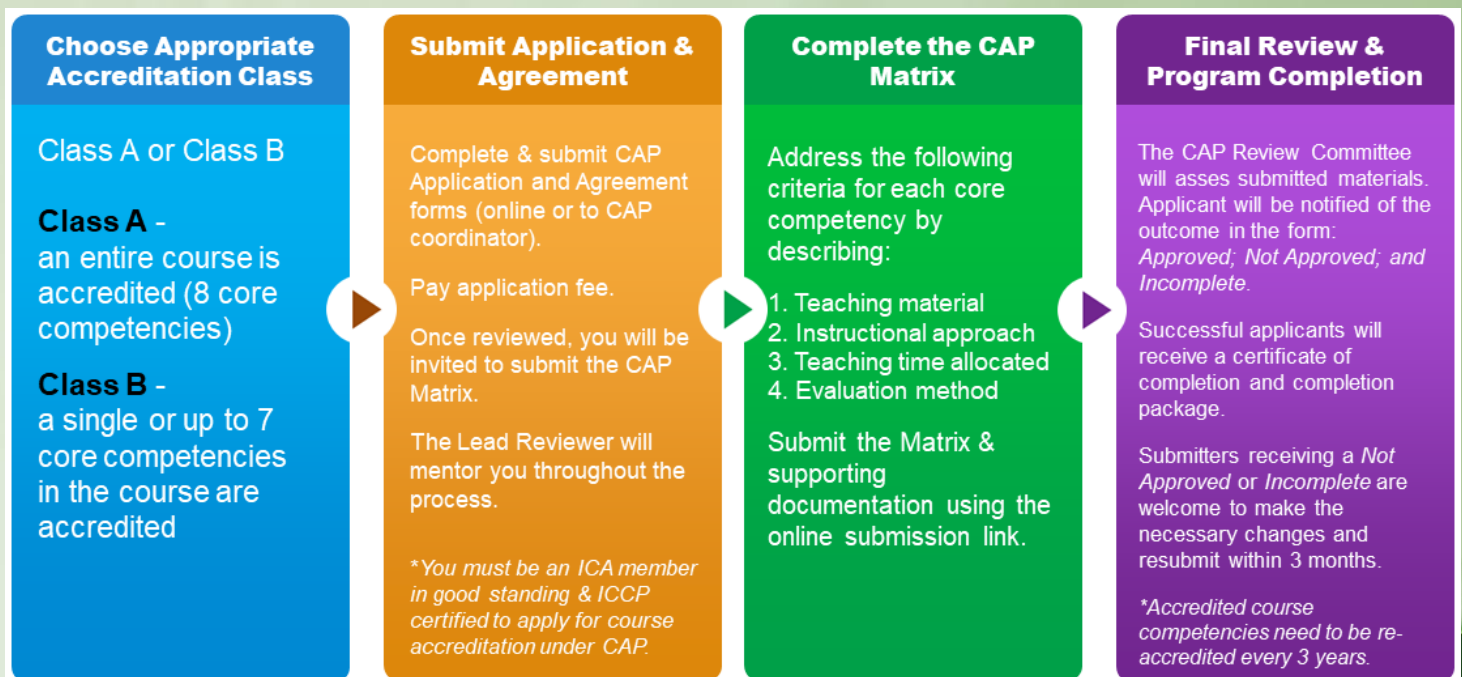 Choose Appropriate
Accreditation Class
Class A or Class B
Class A -
an entire course is
accredited (8 core
competencies)
Class B -
a single or up to 7
core competencies
in the course are
accredited
Submit Application &
Agreement
Complete & submit CAP
Application and Agreement
forms (online or to CAP
coordinator).
Pay application fee.
Once reviewed, you will be
invited to submit the CAP
Matrix.
The Lead Reviewer will
mentor you throughout the
process.
*You must be an ICA member
in good standing & ICCP
certified to apply for course
accreditation under CAP.
Complete the CAP
Matrix
Address the following
criteria for each core
competency by
describing:
1. Teaching material
2. Instructional approach
3. Teaching time allocated
4. Evaluation method
Submit the Matrix &
supporting
documentation using the
online submission link.
Final Review &
Program Completion
The CAP Review Committee
will asses submitted materials.
Applicant will be notified of the
outcome in the form:
Approved; Not Approved; and
Incomplete.
Successful applicants will
receive a certificate of
completion and completion
package.
Submitters receiving a Not
Approved or Incomplete are
welcome to make the
necessary changes and
resubmit within 3 months.
*Accredited course
competencies need to be re-
accredited every 3 years.